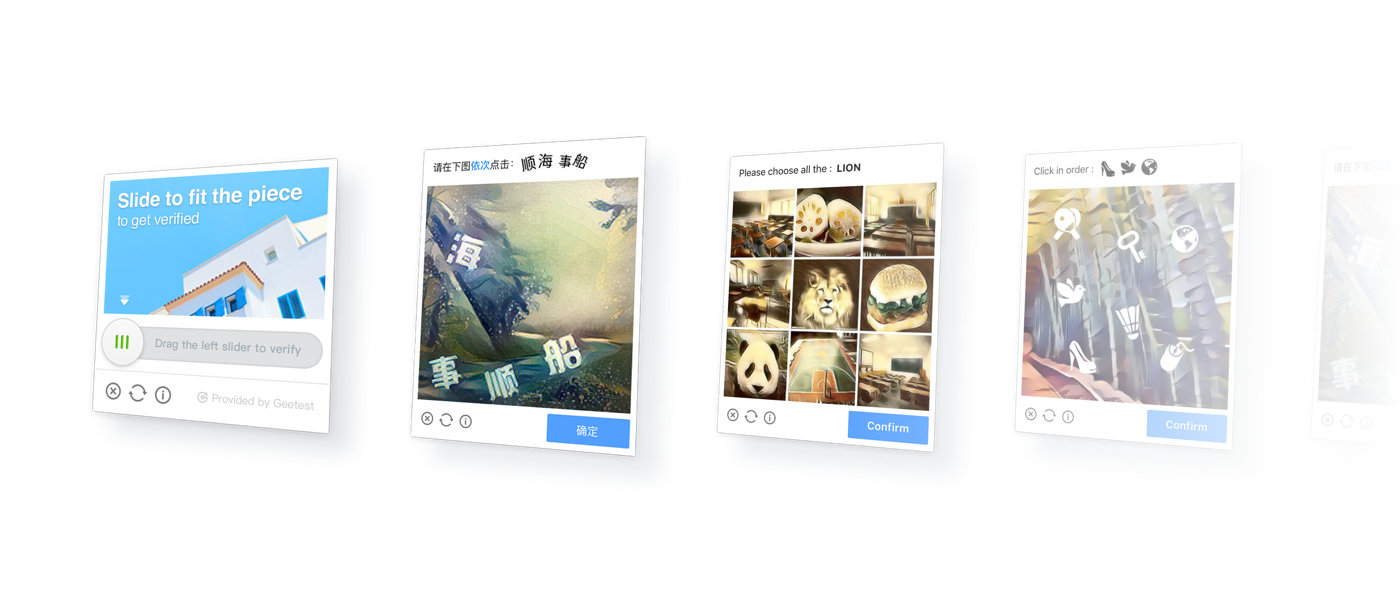 Slide to fit the piece
to get verified
Drag the left slider to verify
Provided by Geetest
请在下图依次点击： 顺 海 事 船
海
事 顺 船
确定
Please choose all the : LION
Confirm
Click in order :
Confirm
请在下图
海
事